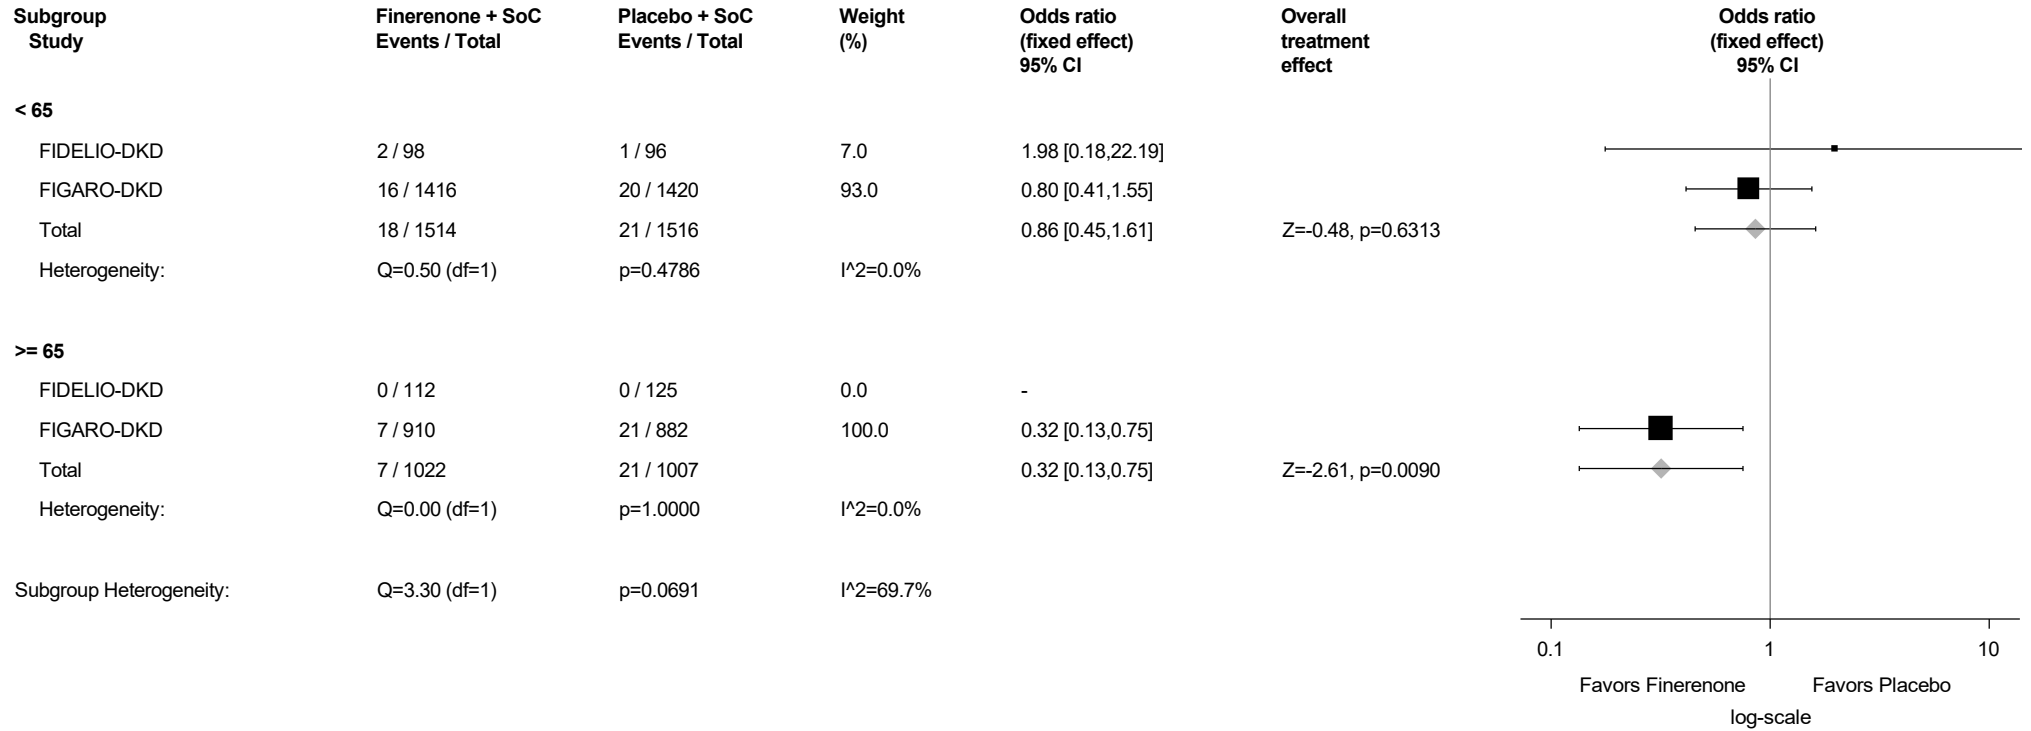 Subgroup Finerenone + SoC Placebo + SoC Weight Odds ratio Overall Odds ratio
Study Events / Total Events / Total (%) (fixed effect) treatment (fixed effect)
95% CI effect 95% CI
< 65
FIDELIO-DKD 2 / 98 1 / 96 7.0 1.98 [0.18,22.19]
FIGARO-DKD 16 / 1416 20 / 1420 93.0 0.80 [0.41,1.55]
Total 18 / 1514 21 / 1516 0.86 [0.45,1.61] Z=-0.48, p=0.6313
Heterogeneity: Q=0.50 (df=1) p=0.4786 I^2=0.0%
>= 65
FIDELIO-DKD 0 / 112 0 / 125 0.0 -
FIGARO-DKD 7 / 910 21 / 882 100.0 0.32 [0.13,0.75]
Total 7 / 1022 21 / 1007 0.32 [0.13,0.75] Z=-2.61, p=0.0090
Heterogeneity: Q=0.00 (df=1) p=1.0000 I^2=0.0%
Subgroup Heterogeneity: Q=3.30 (df=1) p=0.0691 I^2=69.7%
0.1 1 10
Favors Finerenone Favors Placebo
log-scale